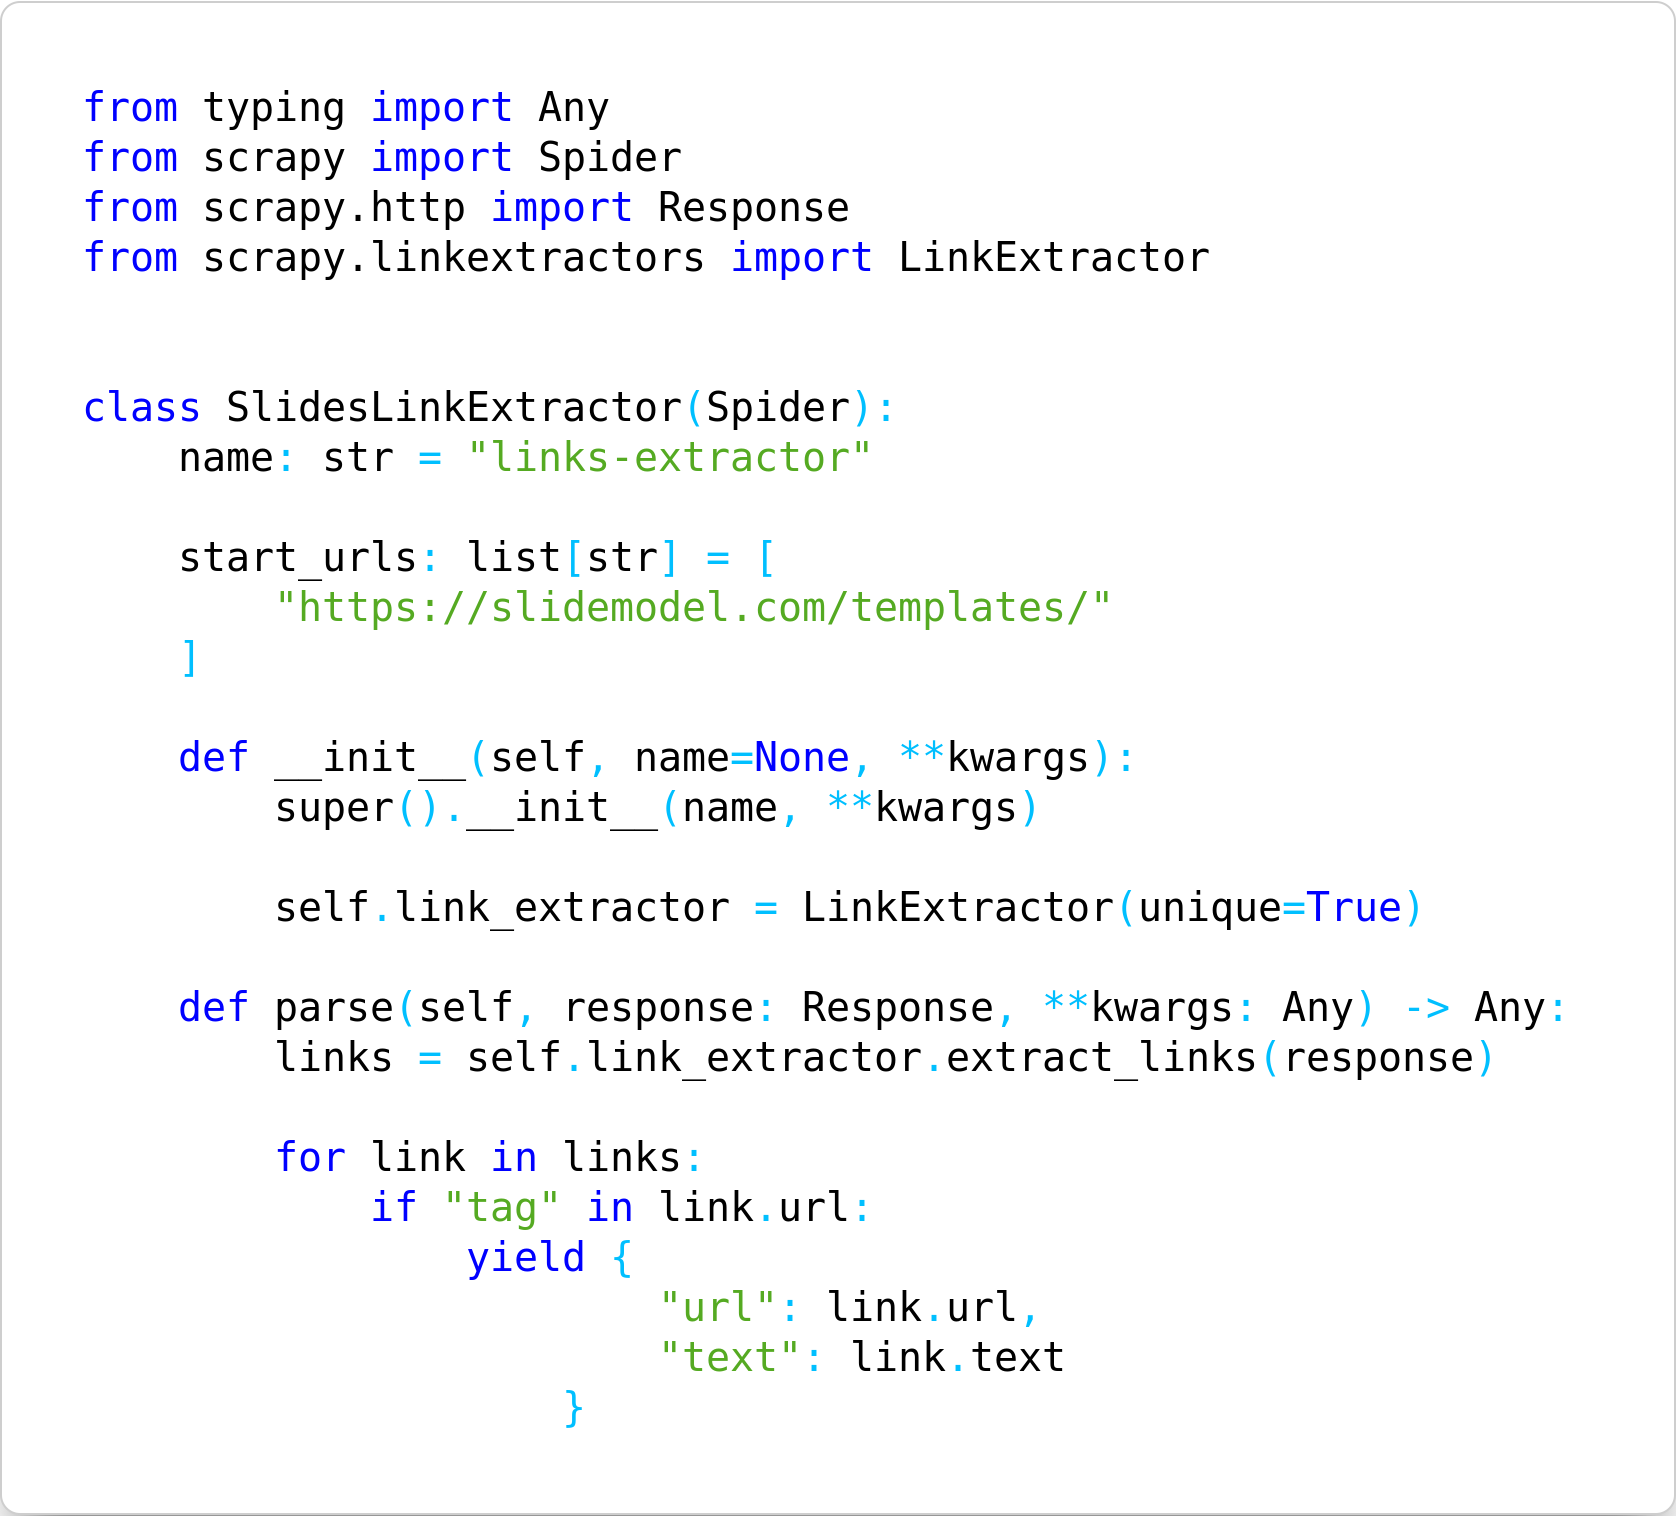 from typing import Any
from scrapy import Spider
from scrapy.http import Response
from scrapy.linkextractors import LinkExtractor
class SlidesLinkExtractor(Spider):
    name: str = "links-extractor"
    start_urls: list[str] = [
        "https://slidemodel.com/templates/"
    ]
    def __init__(self, name=None, **kwargs):
        super().__init__(name, **kwargs)
        self.link_extractor = LinkExtractor(unique=True)
    def parse(self, response: Response, **kwargs: Any) -> Any:
        links = self.link_extractor.extract_links(response)
        for link in links:
            if "tag" in link.url:
                yield {
                        "url": link.url,
                        "text": link.text
                    }